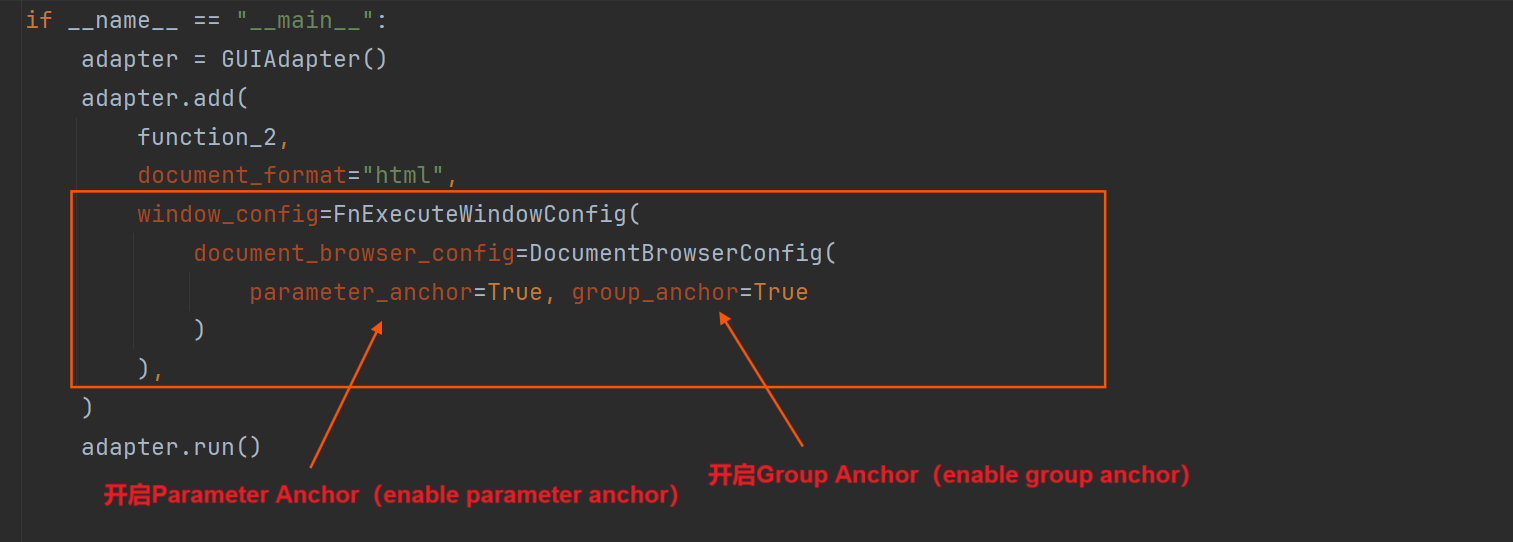 if __name__ == "__main__":
    adapter = GUIAdapter()
    adapter.add(
        function_2,
        document_format="html",
        window_config=FnExecuteWindowConfig(
            document_browser_config=DocumentBrowserConfig(
                parameter_anchor=True, group_anchor=True
            )
        ),
    )
    adapter.run()
开启Group Anchor（enable group anchor）
开启Parameter Anchor（enable parameter anchor）